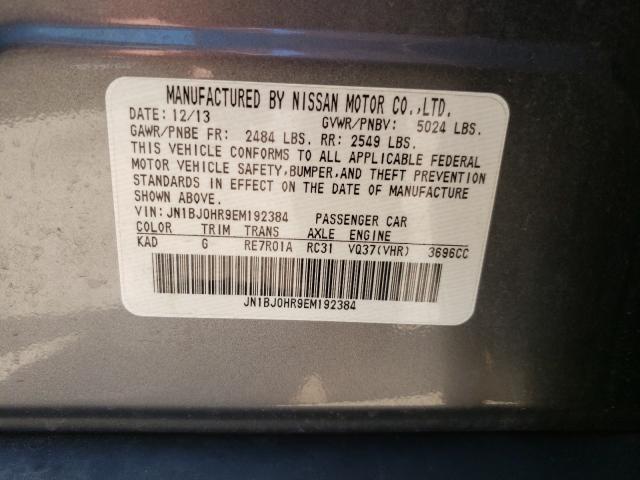 MANUFACTURED BY NISSAN MOTOR CO.,LTD.
DATE: 12/13 GVWR/PNBV: 5024 LBS.
GAWR/PNBE FR: 2484 LBS. RR: 2549 LBS.
THIS VEHICLE CONFORMS TO ALL APPLICABLE FEDERAL
MOTOR VEHICLE SAFETY,BUMPER,AND THEFT PREVENTION
STANDARDS IN EFFECT ON THE DATE OF MANUFACTURE
SHOWN ABOVE.
VIN: JN1BJ0HR9EM192384 PASSENGER CAR
COLOR TRIM TRANS AXLE ENGINE
KAD G RE7R01A RC31 VQ37(VHR) 3696CC
JN1BJ0HR9EM192384